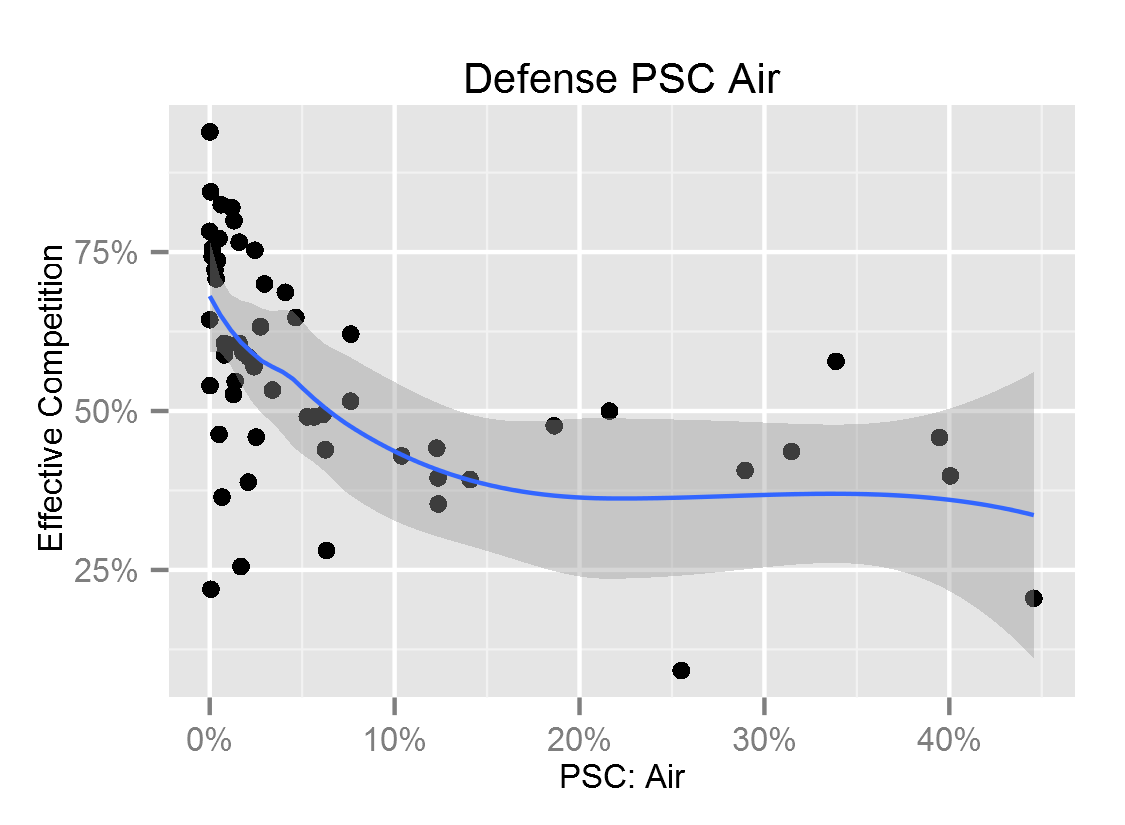 Defense PSC Air
Effective Competition
75%
50%
25%
0% 10% 20% 30% 40%
PSC: Air